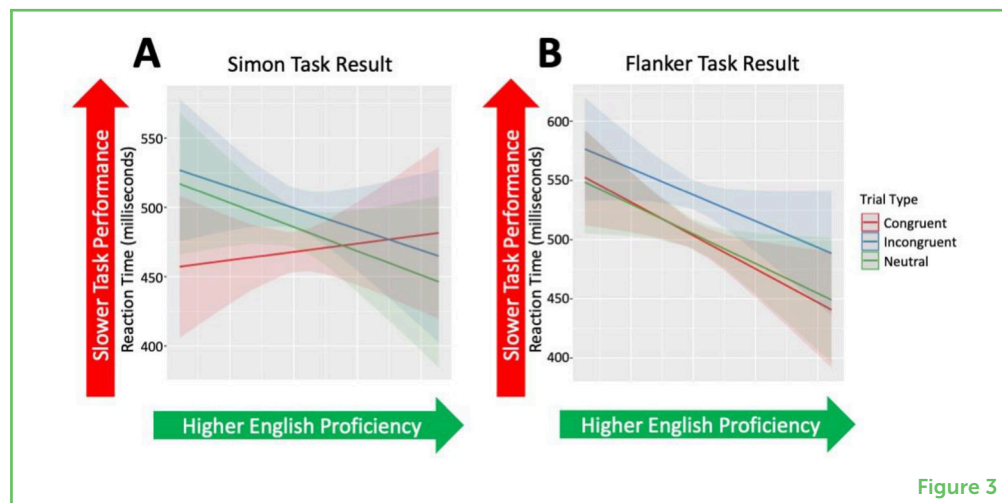 A
Simon Task Result
Slower Task Performance
Reaction Time (milliseconds)
550
500
450
400
Higher English Proficiency
B
Flanker Task Result
Slower Task Performance
Reaction Time (milliseconds)
600
550
500
450
400
Higher English Proficiency
Trial Type
Congruent
Incongruent
Neutral
Figure 3